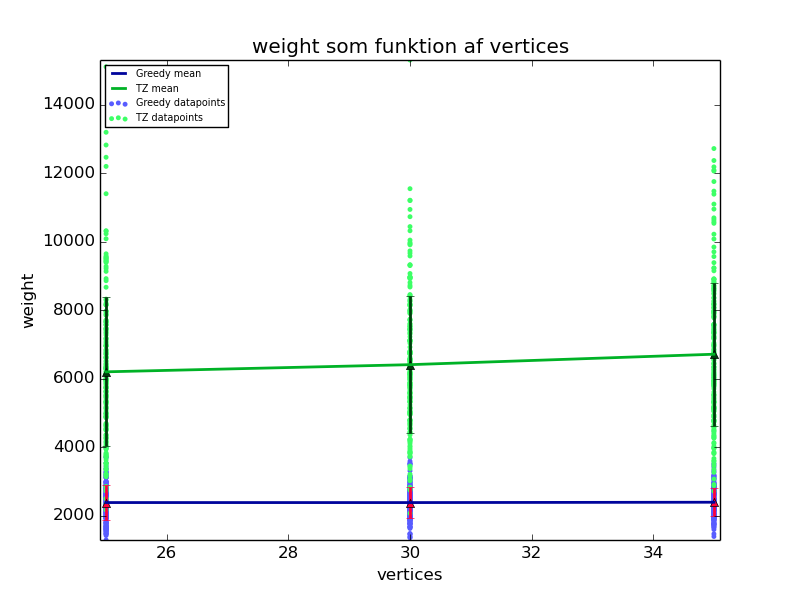 weight som funktion af vertices
Greedy mean
TZ mean
Greedy datapoints
TZ datapoints
14000
12000
10000
8000
6000
4000
2000
weight
26
28
30
32
34
vertices